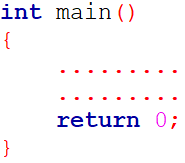 int main()
{
    .........
    .........
    return 0;
}